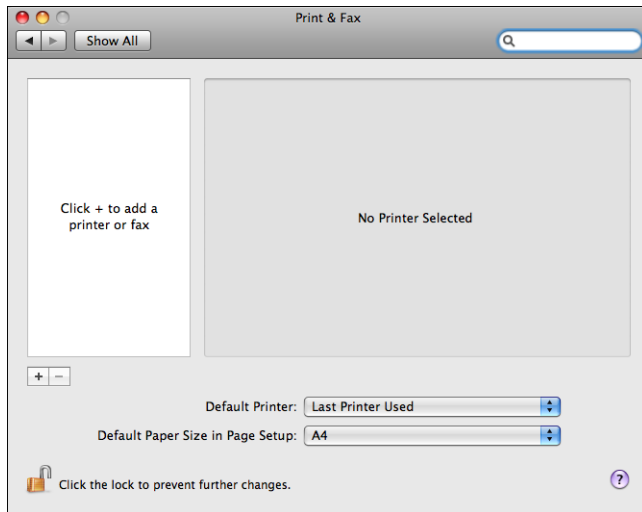 Print & Fax
Show All
Click + to add a
printer or fax
No Printer Selected
+ −
Default Printer: Last Printer Used
Default Paper Size in Page Setup: A4
Click the lock to prevent further changes.
?